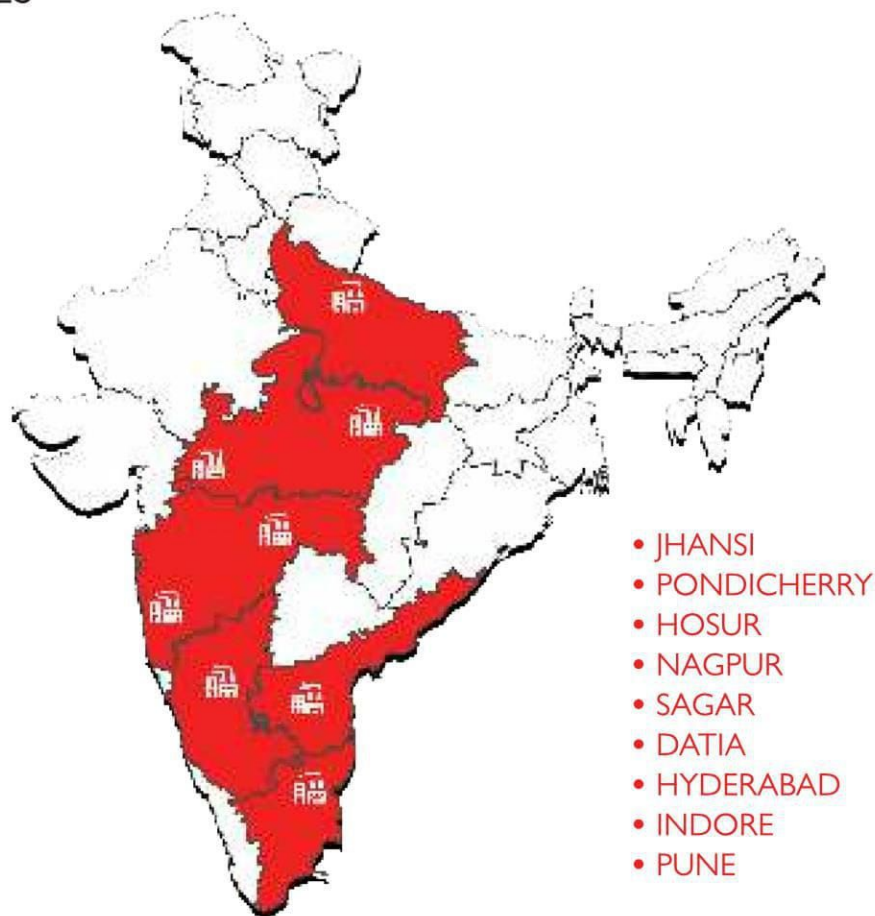 • JHANSI
• PONDICHERRY
• HOSUR
• NAGPUR
• SAGAR
• DATIA
• HYDERABAD
• INDORE
• PUNE